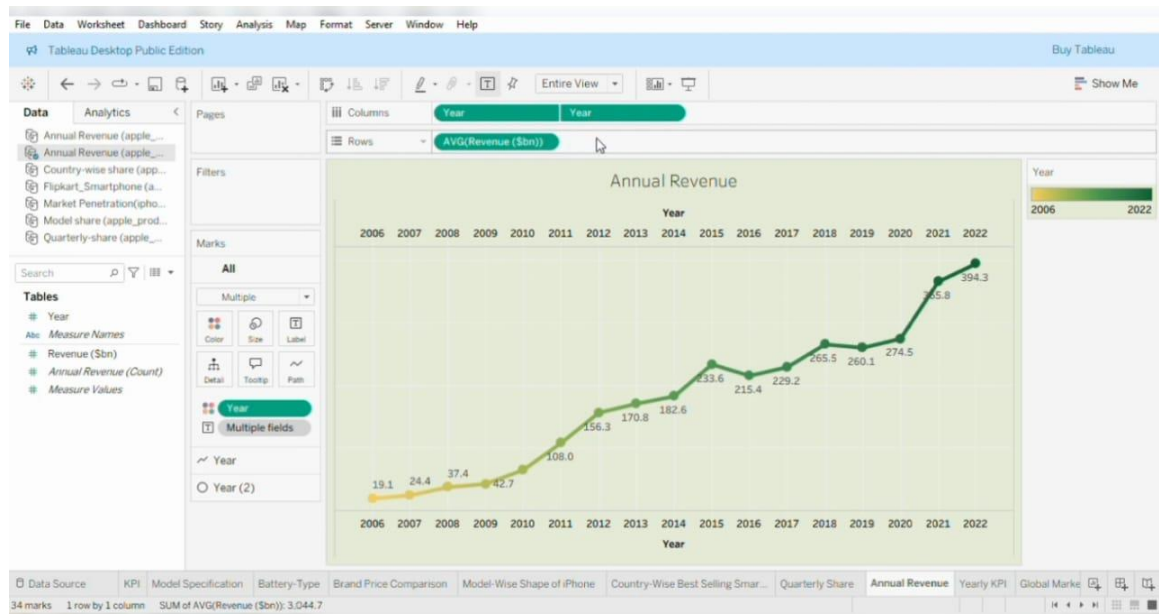 File Data Worksheet Dashboard Story Analysis Map Format Server Window Help
Tableau Desktop Public Edition
Buy Tableau
Entire View
Show Me
Data Analytics
Annual Revenue (apple_...
Annual Revenue (apple_...
Country-wise share (app...
Flipkart_Smartphone (a...
Market Penetration(ipho...
Model share (apple_prod...
Quarterly-share (apple_...
Search
Tables
# Year
Abc Measure Names
# Revenue ($bn)
# Annual Revenue (Count)
# Measure Values
Pages
Filters
Marks
All
Multiple
Color Size Label
Detail Tooltip Path
Year
Multiple fields
Year
Year (2)
Columns Year Year
Rows AVG(Revenue ($bn))
Annual Revenue
Year
2006 2007 2008 2009 2010 2011 2012 2013 2014 2015 2016 2017 2018 2019 2020 2021 2022
394.3
365.8
265.5 260.1 274.5
233.6 215.4 229.2
156.3 170.8 182.6
108.0
19.1 24.4 37.4 42.7
2006 2007 2008 2009 2010 2011 2012 2013 2014 2015 2016 2017 2018 2019 2020 2021 2022
Year
Year
2006 2022
Data Source KPI Model Specification Battery-Type Brand Price Comparison Model-Wise Shape of iPhone Country-Wise Best Selling Smar... Quarterly Share Annual Revenue Yearly KPI Global Marke
34 marks 1 row by 1 column SUM of AVG(Revenue ($bn)): 3,044.7